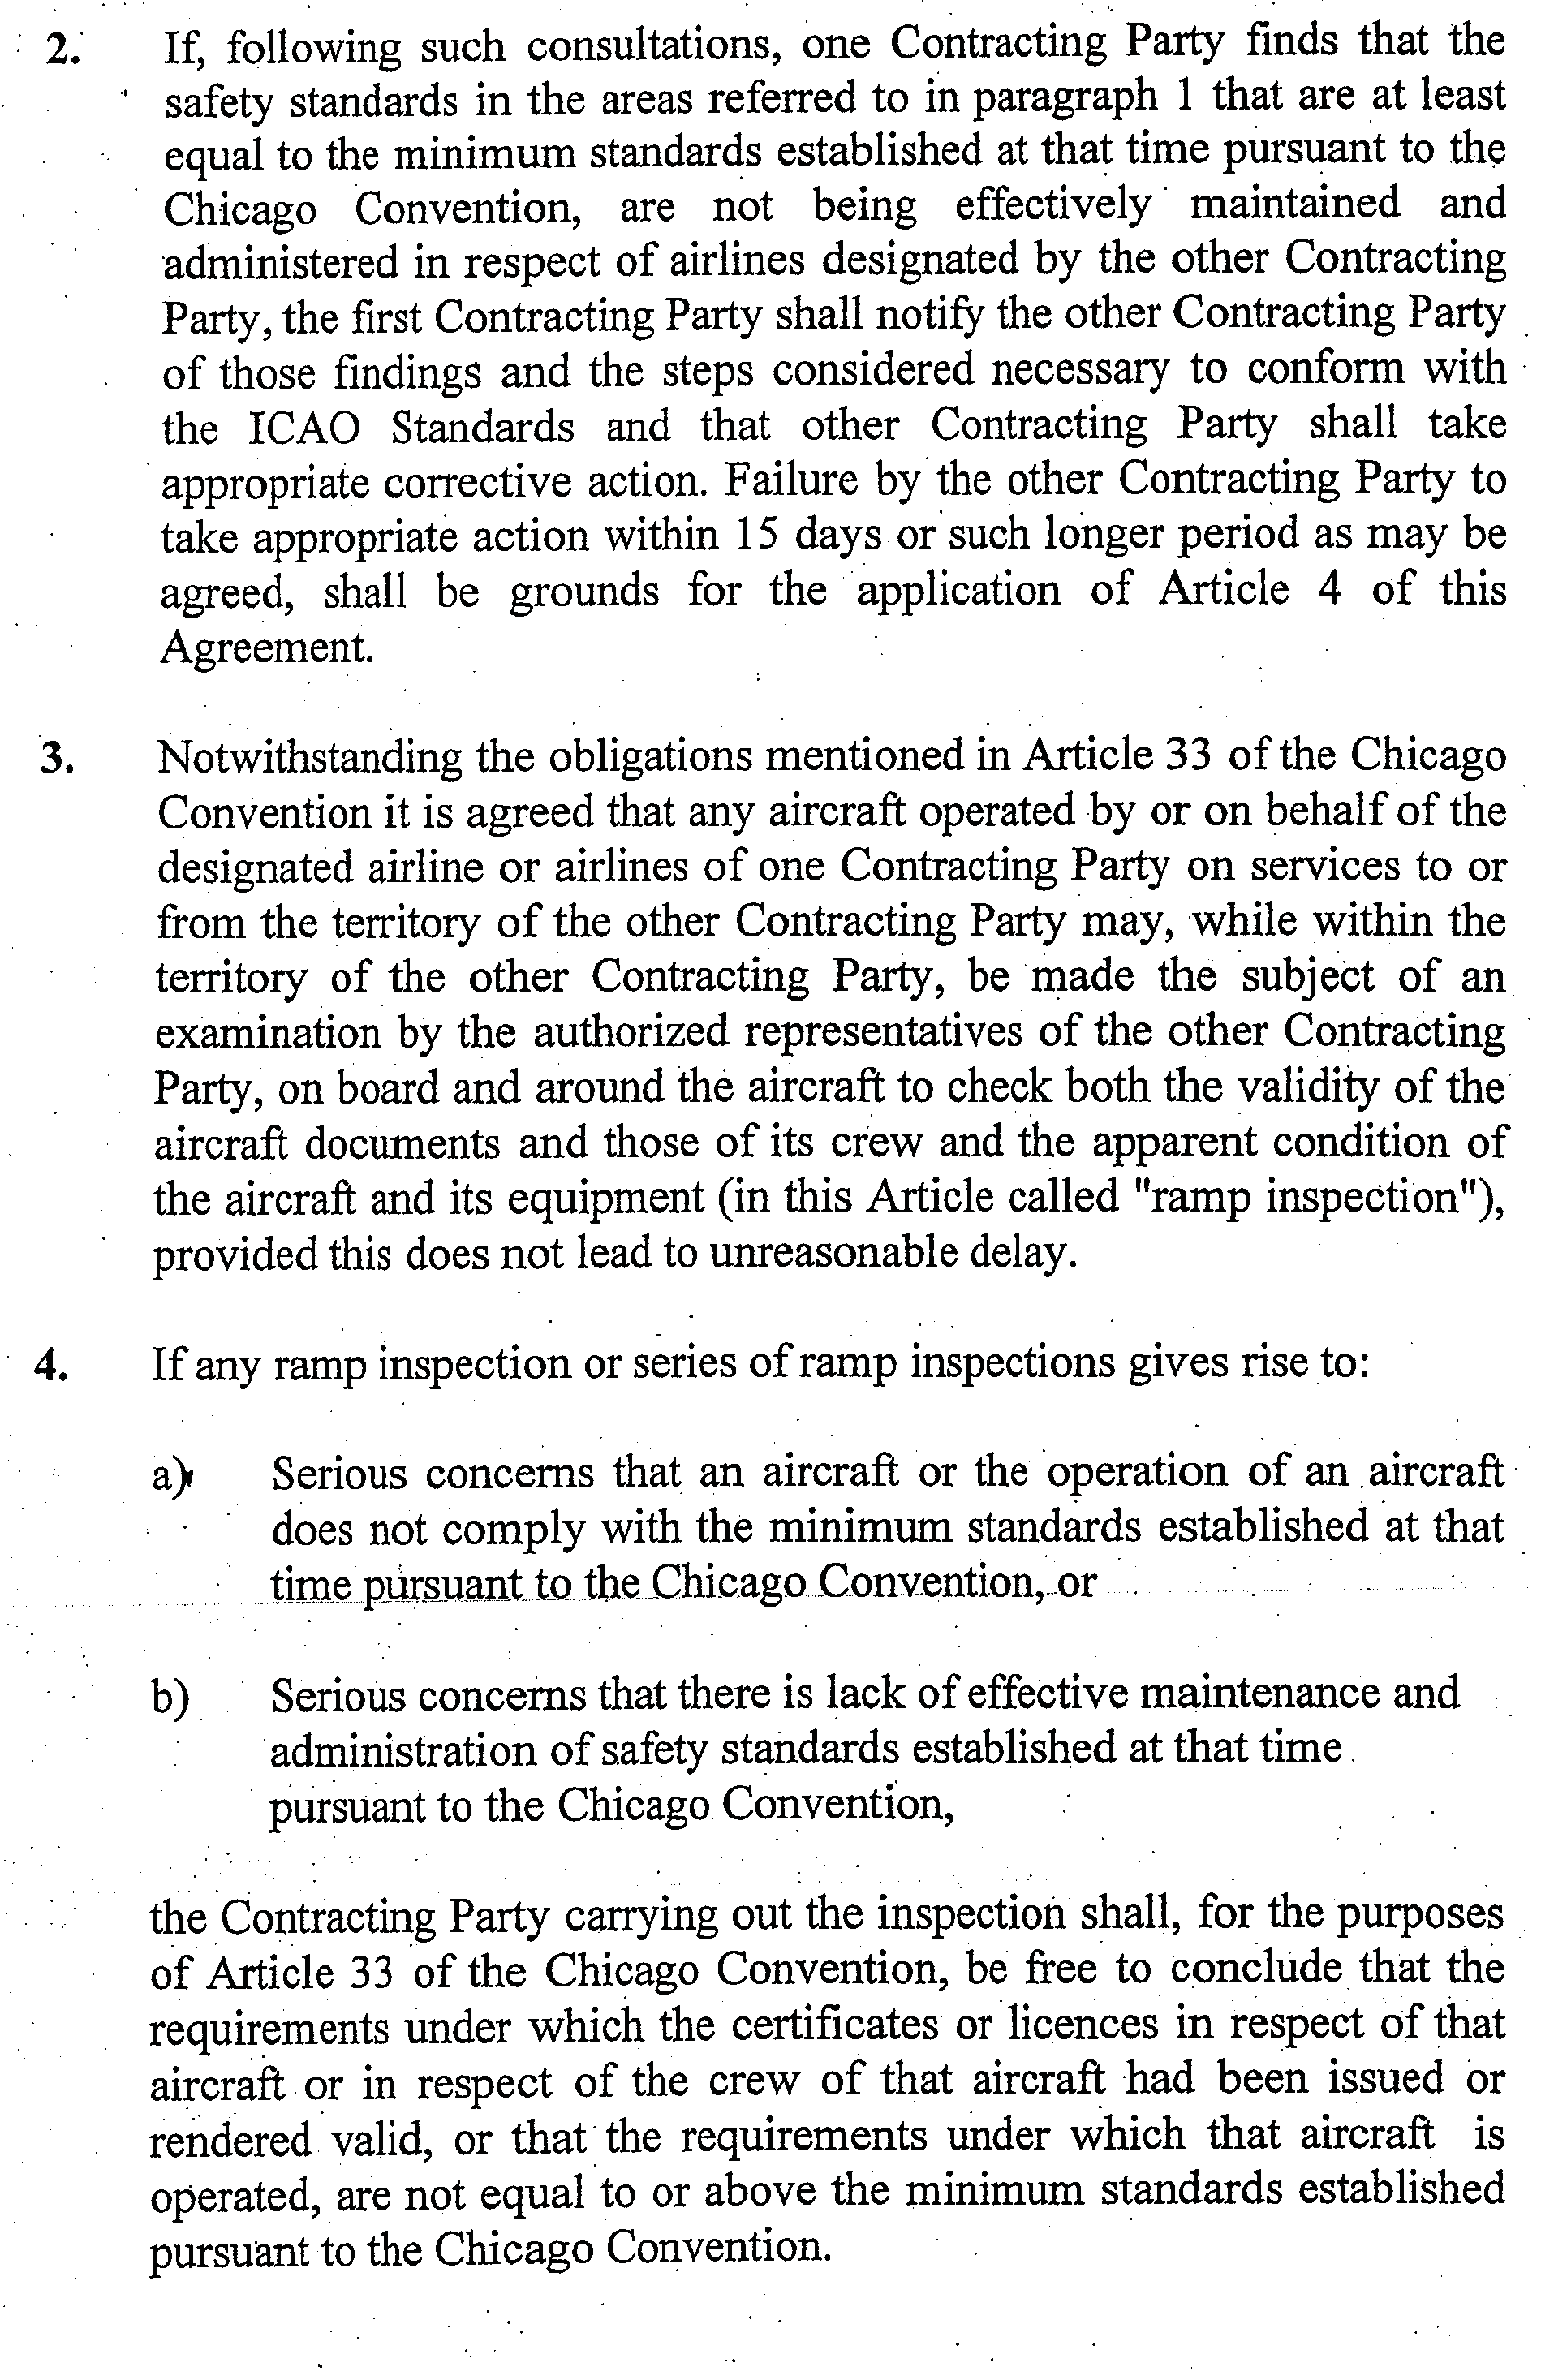 2. If, following such consultations, one Contracting Party finds that the
safety standards in the areas referred to in paragraph 1 that are at least
equal to the minimum standards established at that time pursuant to the
Chicago Convention, are not being effectively maintained and
administered in respect of airlines designated by the other Contracting
Party, the first Contracting Party shall notify the other Contracting Party
of those findings and the steps considered necessary to conform with
the ICAO Standards and that other Contracting Party shall take
appropriate corrective action. Failure by the other Contracting Party to
take appropriate action within 15 days or such longer period as may be
agreed, shall be grounds for the application of Article 4 of this
Agreement.
3. Notwithstanding the obligations mentioned in Article 33 of the Chicago
Convention it is agreed that any aircraft operated by or on behalf of the
designated airline or airlines of one Contracting Party on services to or
from the territory of the other Contracting Party may, while within the
territory of the other Contracting Party, be made the subject of an
examination by the authorized representatives of the other Contracting
Party, on board and around the aircraft to check both the validity of the
aircraft documents and those of its crew and the apparent condition of
the aircraft and its equipment (in this Article called "ramp inspection"),
provided this does not lead to unreasonable delay.
4. If any ramp inspection or series of ramp inspections gives rise to:
a) Serious concerns that an aircraft or the operation of an aircraft
does not comply with the minimum standards established at that
time pursuant to the Chicago Convention, or
b) Serious concerns that there is lack of effective maintenance and
administration of safety standards established at that time
pursuant to the Chicago Convention,
the Contracting Party carrying out the inspection shall, for the purposes
of Article 33 of the Chicago Convention, be free to conclude that the
requirements under which the certificates or licences in respect of that
aircraft or in respect of the crew of that aircraft had been issued or
rendered valid, or that the requirements under which that aircraft is
operated, are not equal to or above the minimum standards established
pursuant to the Chicago Convention.